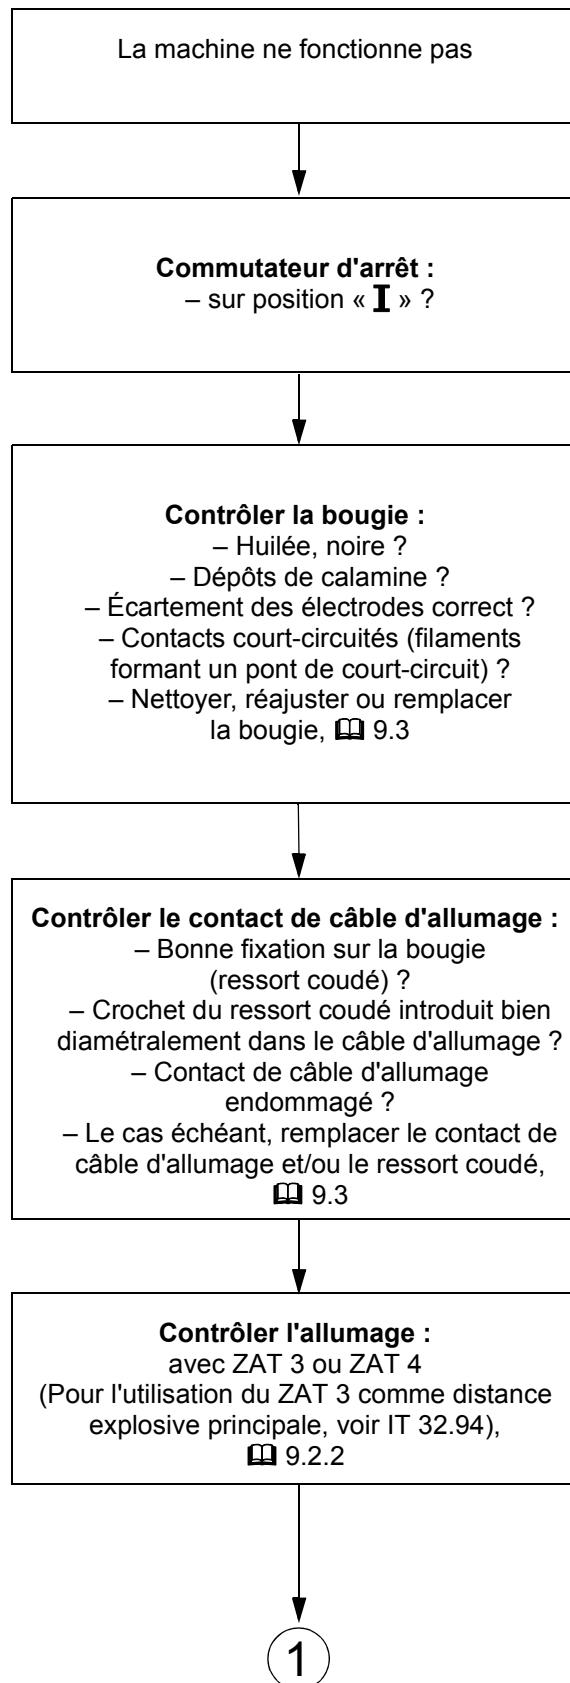 La machine ne fonctionne pas
Commutateur d'arrêt :
– sur position « I » ?
Contrôler la bougie :
– Huilée, noire ?
– Dépôts de calamine ?
– Écartement des électrodes correct ?
– Contacts court-circuités (filaments
formant un pont de court-circuit) ?
– Nettoyer, réajuster ou remplacer
la bougie, 🕮 9.3
Contrôler le contact de câble d'allumage :
– Bonne fixation sur la bougie
(ressort coudé) ?
– Crochet du ressort coudé introduit bien
diamétralement dans le câble d'allumage ?
– Contact de câble d'allumage
endommagé ?
– Le cas échéant, remplacer le contact de
câble d'allumage et/ou le ressort coudé,
🕮 9.3
Contrôler l'allumage :
avec ZAT 3 ou ZAT 4
(Pour l'utilisation du ZAT 3 comme distance
explosive principale, voir IT 32.94),
🕮 9.2.2
1